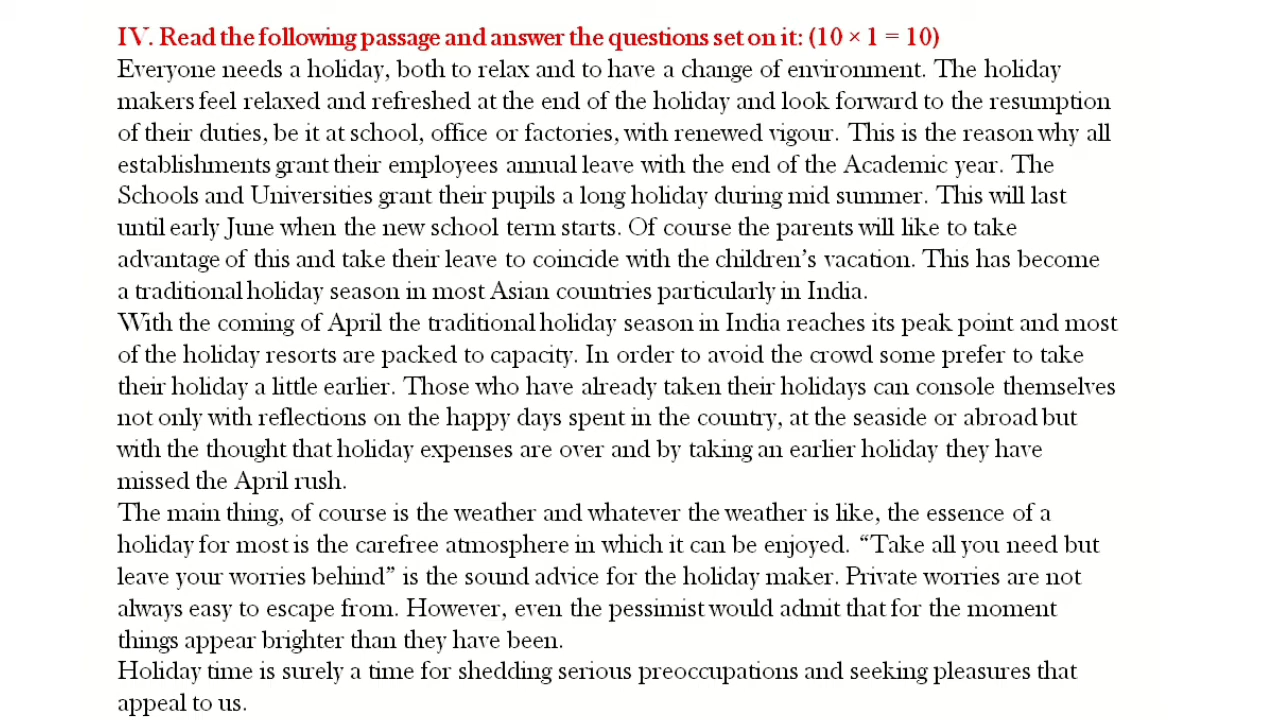 IV. Read the following passage and answer the questions set on it: (10 × 1 = 10)
Everyone needs a holiday, both to relax and to have a change of environment. The holiday
makers feel relaxed and refreshed at the end of the holiday and look forward to the resumption
of their duties, be it at school, office or factories, with renewed vigour. This is the reason why all
establishments grant their employees annual leave with the end of the Academic year. The
Schools and Universities grant their pupils a long holiday during mid summer. This will last
until early June when the new school term starts. Of course the parents will like to take
advantage of this and take their leave to coincide with the children’s vacation. This has become
a traditional holiday season in most Asian countries particularly in India.
With the coming of April the traditional holiday season in India reaches its peak point and most
of the holiday resorts are packed to capacity. In order to avoid the crowd some prefer to take
their holiday a little earlier. Those who have already taken their holidays can console themselves
not only with reflections on the happy days spent in the country, at the seaside or abroad but
with the thought that holiday expenses are over and by taking an earlier holiday they have
missed the April rush.
The main thing, of course is the weather and whatever the weather is like, the essence of a
holiday for most is the carefree atmosphere in which it can be enjoyed. “Take all you need but
leave your worries behind” is the sound advice for the holiday maker. Private worries are not
always easy to escape from. However, even the pessimist would admit that for the moment
things appear brighter than they have been.
Holiday time is surely a time for shedding serious preoccupations and seeking pleasures that
appeal to us.